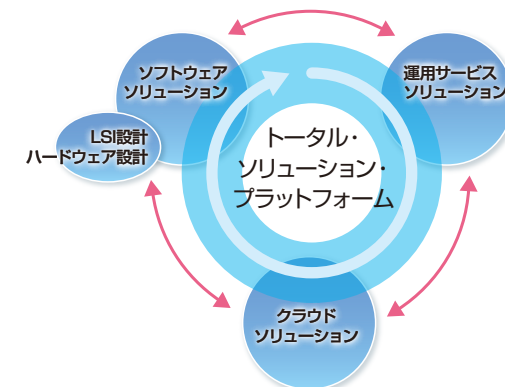 ソフトウェア
ソリューション
運用サービス
ソリューション
LSI設計
ハードウェア設計
トータル・
ソリューション・
プラットフォーム
クラウド
ソリューション